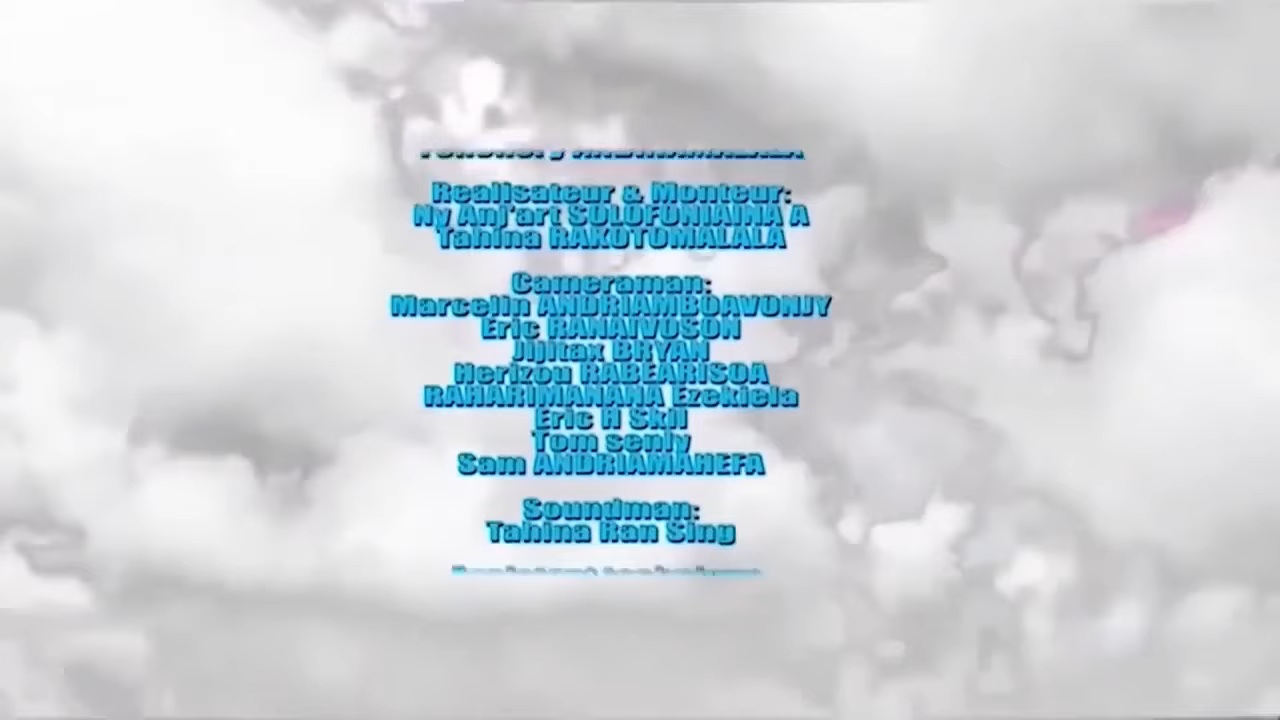 Realisateur & Monteur:
Ny Anj'art SOLOFONIAINA A
Tahina RAKOTOMALALA
Cameraman:
Marcelin ANDRIAMBOAVONJY
Eric RANAIVOSON
Jijitax BRYAN
Herizou RABEARISOA
RAHARIMANANA Ezekiela
Eric H Skil
Tom senly
Sam ANDRIAMAHEFA
Soundman:
Tahina Ran Sing